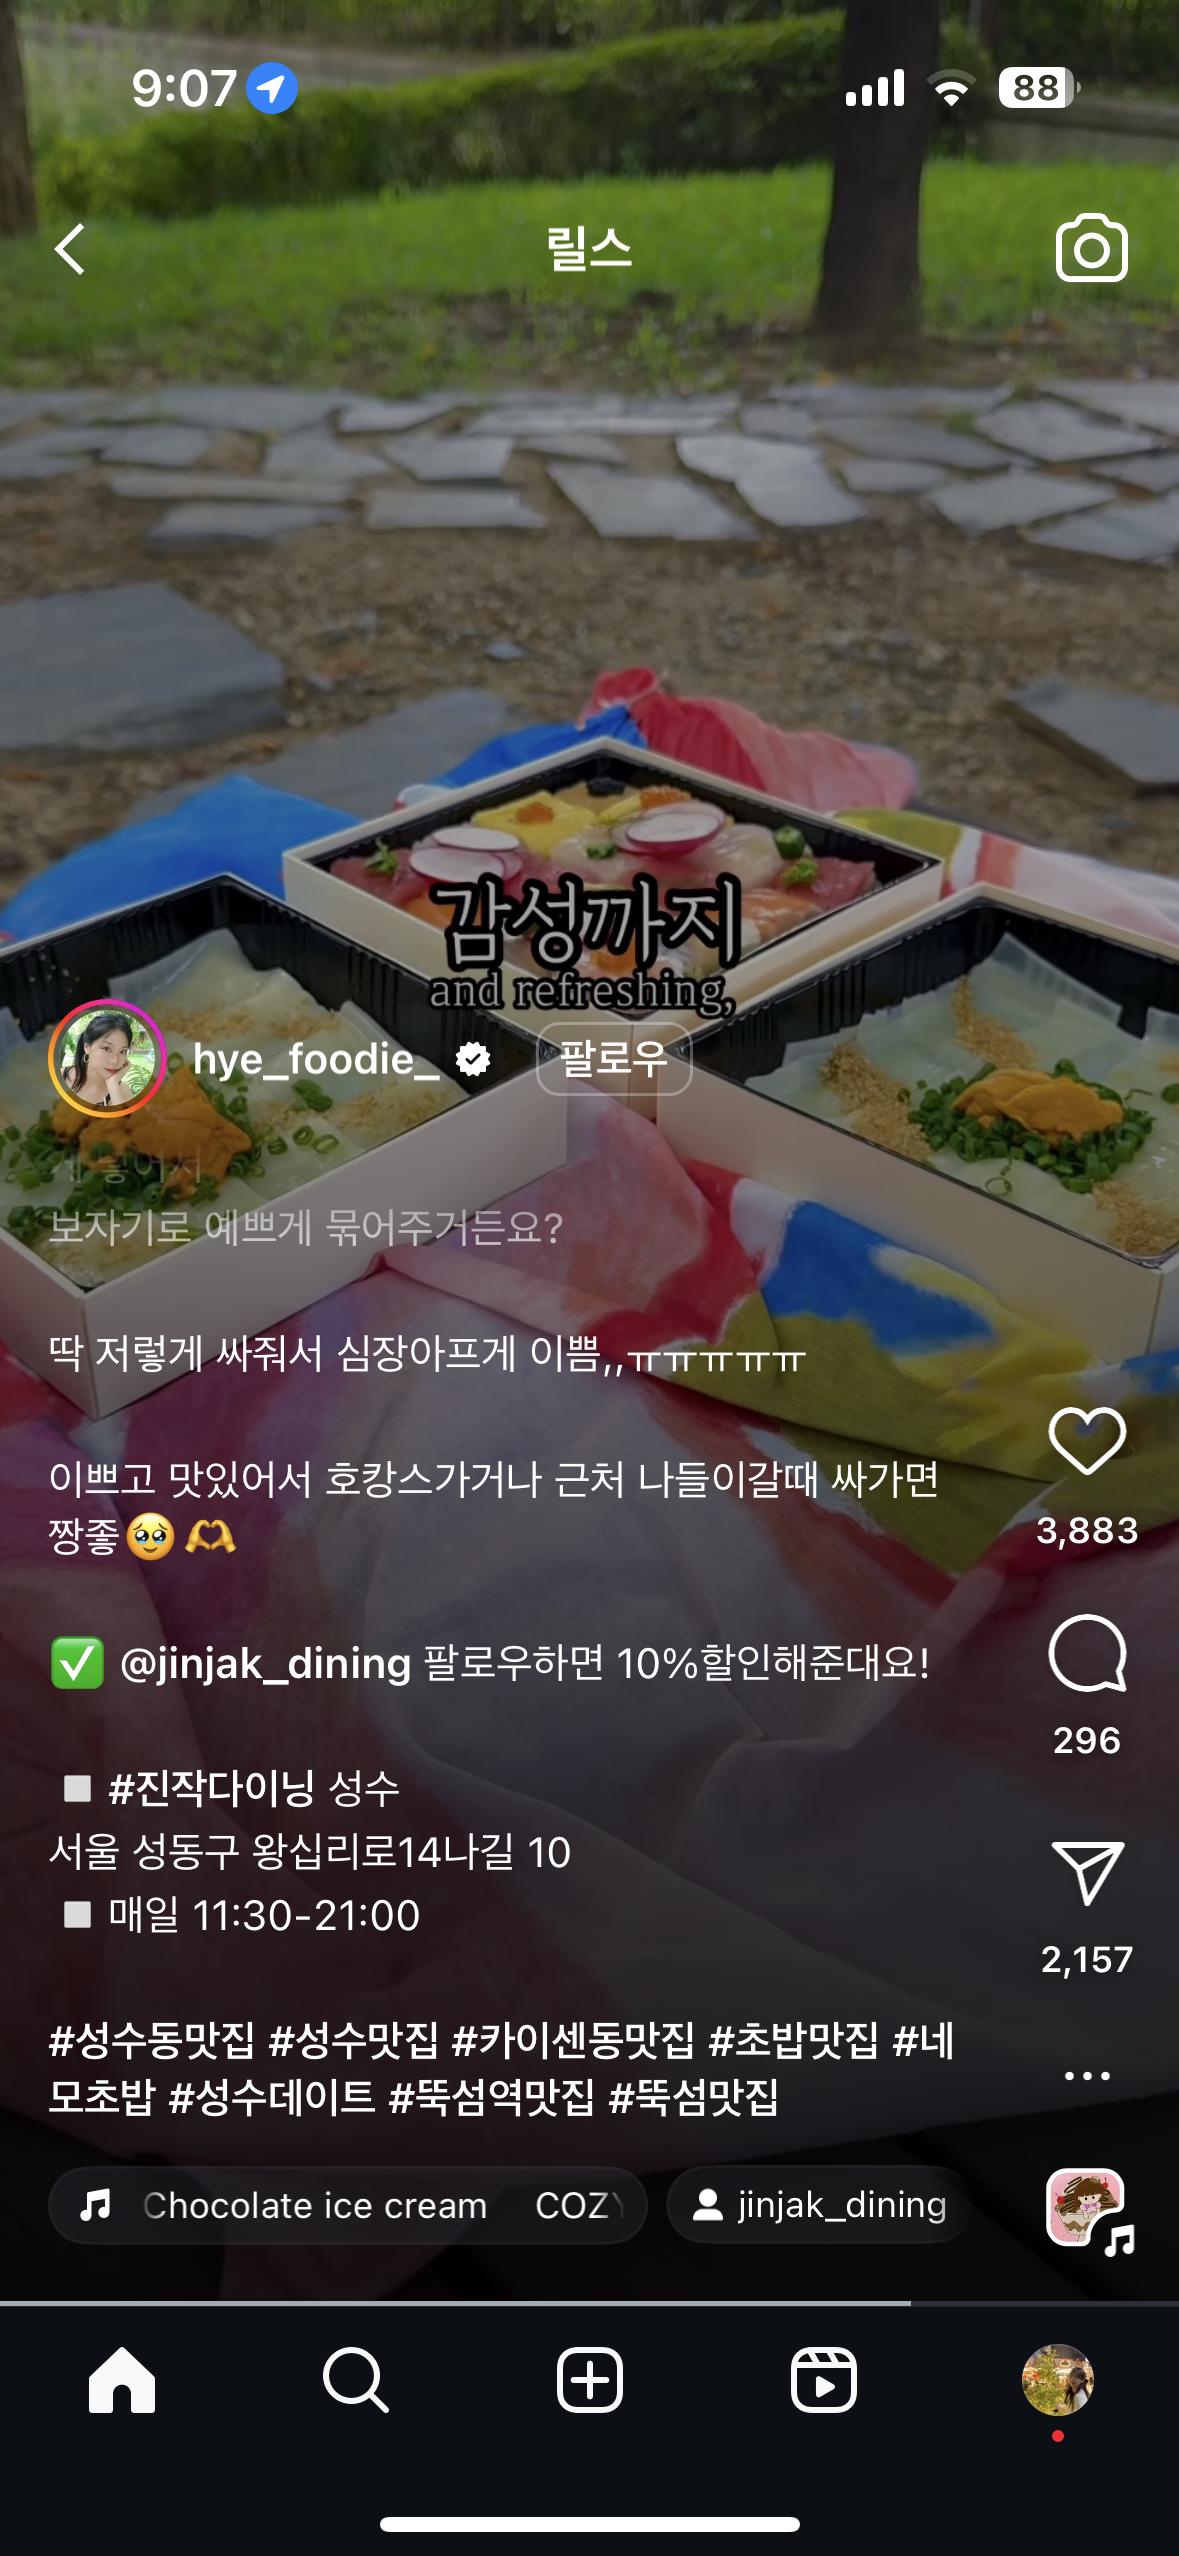 9:07
88
릴스
감성까지
and refreshing,
hye_foodie_
팔로우
게 넣어서
보자기로 예쁘게 묶어주거든요?
딱 저렇게 싸줘서 심장아프게 이쁨,,ㅠㅠㅠㅠㅠ
이쁘고 맛있어서 호캉스가거나 근처 나들이갈때 싸가면
짱좋🥹🫶
3,883
✅ @jinjak_dining 팔로우하면 10%할인해준대요!
296
◽ #진작다이닝 성수
서울 성동구 왕십리로14나길 10
◽ 매일 11:30-21:00
2,157
#성수동맛집 #성수맛집 #카이센동맛집 #초밥맛집 #네
모초밥 #성수데이트 #뚝섬역맛집 #뚝섬맛집
Chocolate ice cream COZY
jinjak_dining